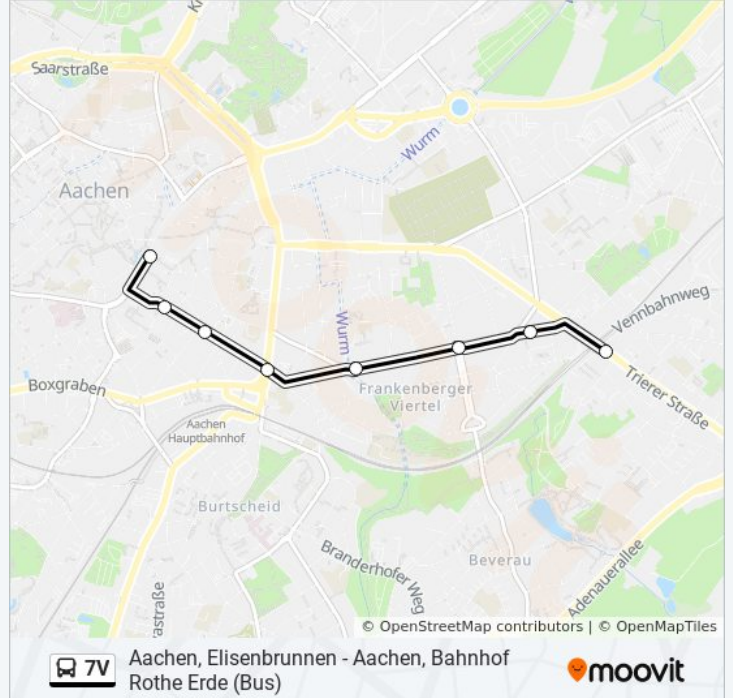 Saarstraße
Wurm
Aachen
Vennbahnweg
Wurm
Boxgraben
Frankenberger
Viertel
Trierer Straße
Aachen
Hauptbahnhof
Burtscheid
Branderhofer Weg
Beverau
Adenauerallee
rastraße
© OpenStreetMap contributors | © OpenMapTiles
7V
Aachen, Elisenbrunnen - Aachen, Bahnhof
Rothe Erde (Bus)
moovit